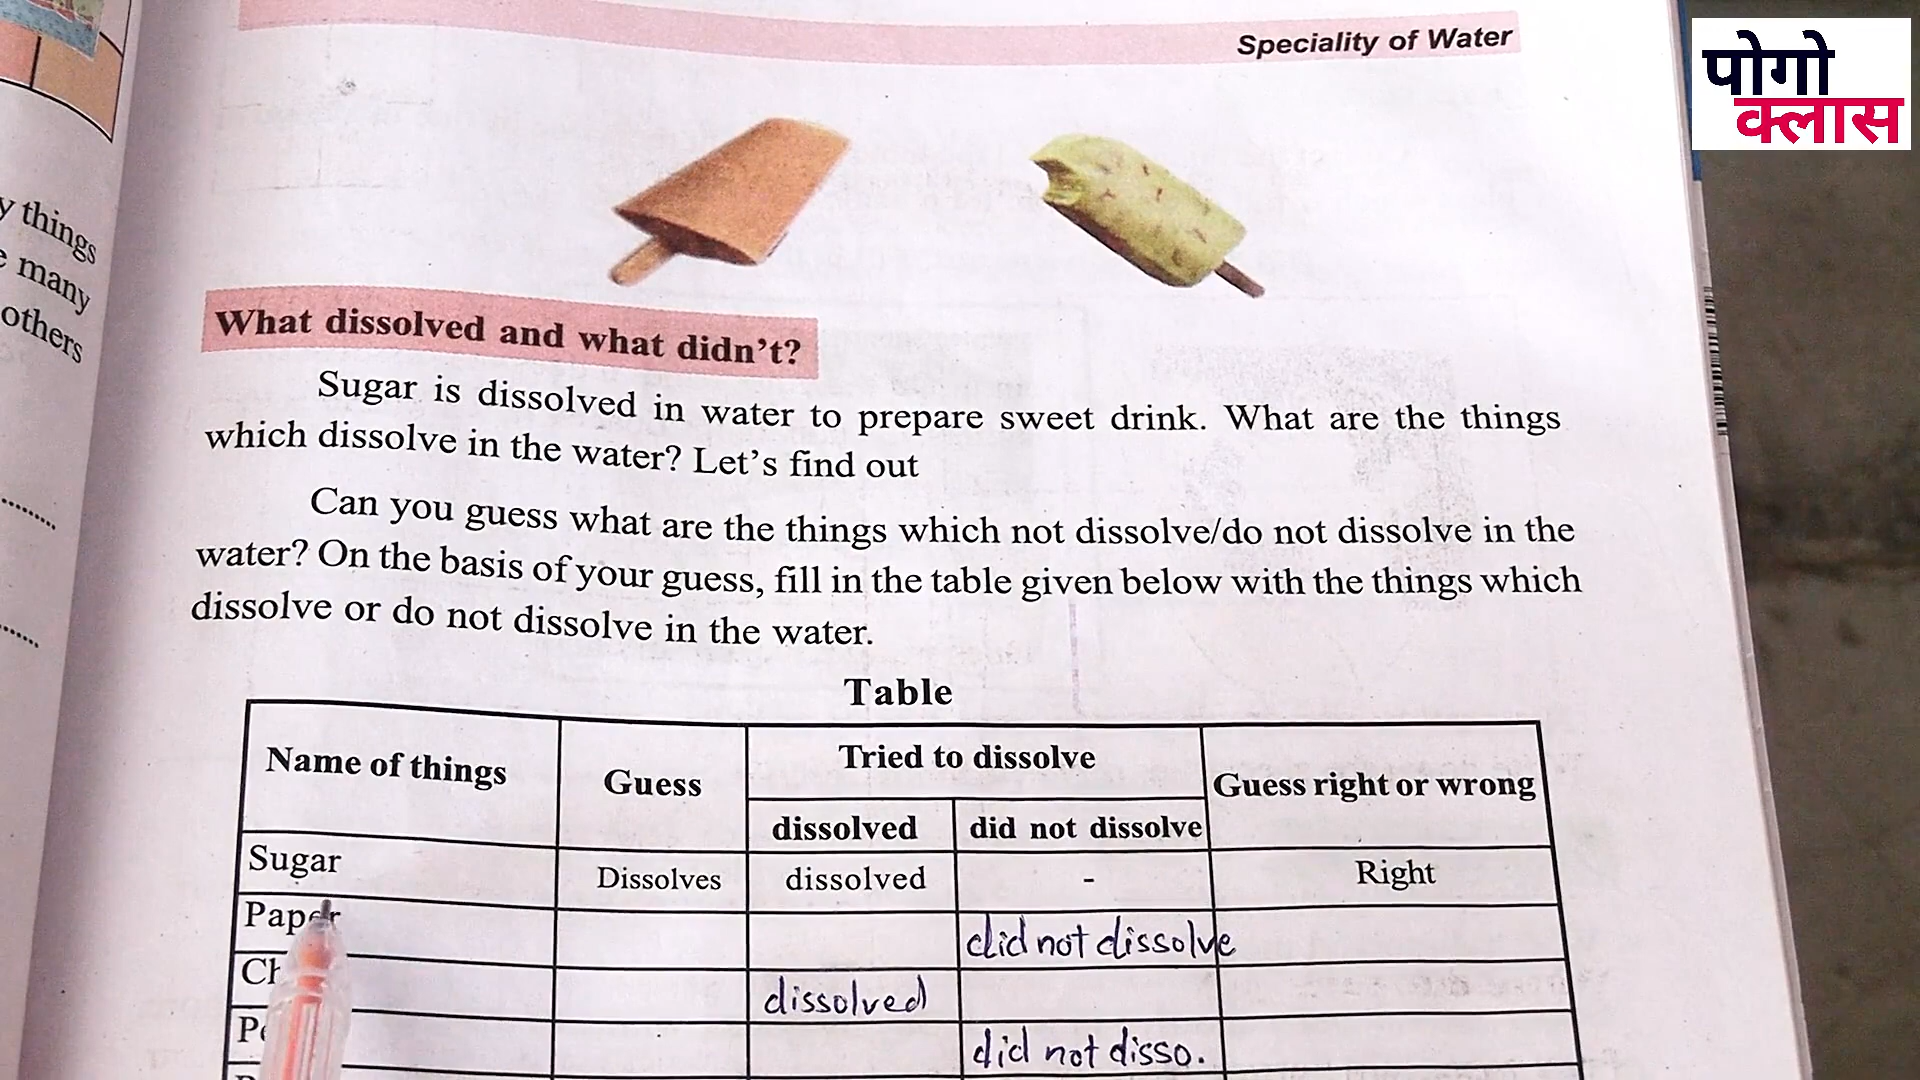 Speciality of Water
पोगो
क्लास
y things
many
others
What dissolved and what didn't?
Sugar is dissolved in water to prepare sweet drink. What are the things
which dissolve in the water? Let's find out
Can you guess what are the things which not dissolve/do not dissolve in the
water? On the basis of your guess, fill in the table given below with the things which
dissolve or do not dissolve in the water.
Table
Name of things Guess Tried to dissolve Guess right or wrong
dissolved did not dissolve
Sugar Dissolves dissolved - Right
Paper did not dissolve
dissolved
did not disso.